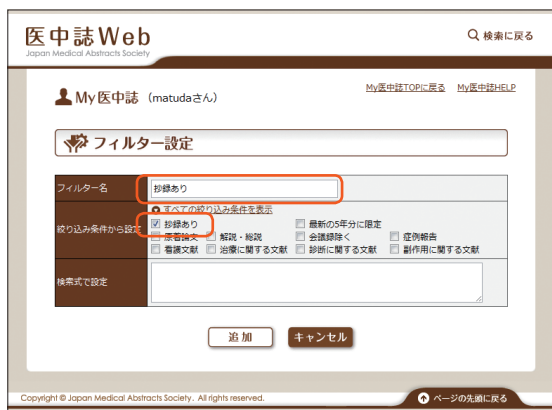 医中誌Web
Japan Medical Abstracts Society
検索に戻る
My医中誌 (matudaさん)
My医中誌TOPに戻る My医中誌HELP
フィルター設定
フィルター名 抄録あり
すべての絞り込み条件を表示
絞り込み条件から設定 抄録あり 最新の5年分に限定
原著論文 解説・総説 会議録除く 症例報告
看護文献 治療に関する文献 診断に関する文献 副作用に関する文献
検索式で設定
追加 キャンセル
Copyright © Japan Medical Abstracts Society. All rights reserved.
ページの先頭に戻る